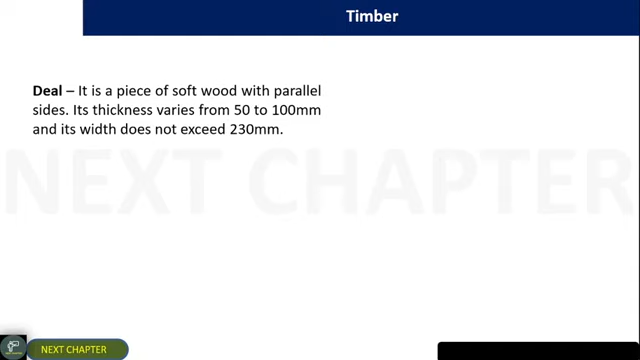 Timber
Deal – It is a piece of soft wood with parallel
sides. Its thickness varies from 50 to 100mm
and its width does not exceed 230mm.
NEXT CHAPTER
NEXT CHAPTER